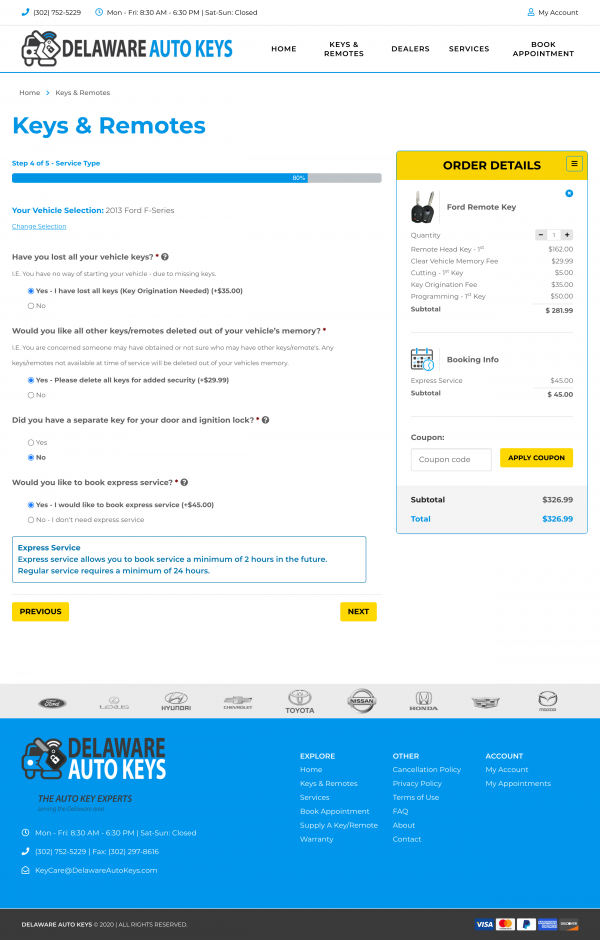 (302) 752-5229 Mon - Fri: 8:30 AM - 6:30 PM | Sat-Sun: Closed My Account
DELAWARE AUTO KEYS
HOME KEYS & REMOTES DEALERS SERVICES BOOK APPOINTMENT
Home > Keys & Remotes
Keys & Remotes
Step 4 of 5 - Service Type
80%
Your Vehicle Selection: 2013 Ford F-Series
Change Selection
Have you lost all your vehicle keys? * ?
I.E. You have no way of starting your vehicle - due to missing keys.
Yes - I have lost all keys (Key Origination Needed) (+$35.00)
No
Would you like all other keys/remotes deleted out of your vehicle's memory? *
I.E. You are concerned someone may have obtained or not sure who may have other keys/remote's. Any
keys/remotes not available at time of service will be deleted out of your vehicles memory.
Yes - Please delete all keys for added security (+$29.99)
No
Did you have a separate key for your door and ignition lock? * ?
Yes
No
Would you like to book express service? * ?
Yes - I would like to book express service (+$45.00)
No - I don't need express service
Express Service
Express service allows you to book service a minimum of 2 hours in the future.
Regular service requires a minimum of 24 hours.
PREVIOUS NEXT
ORDER DETAILS
Ford Remote Key
Quantity - 1 +
Remote Head Key - 1st $162.00
Clear Vehicle Memory Fee $29.99
Cutting - 1st Key $5.00
Key Origination Fee $35.00
Programming - 1st Key $50.00
Subtotal $ 281.99
Booking Info
Express Service $45.00
Subtotal $ 45.00
Coupon:
Coupon code APPLY COUPON
Subtotal $326.99
Total $326.99
Ford LEXUS HYUNDAI CHEVROLET TOYOTA NISSAN HONDA mazda
DELAWARE
AUTO KEYS
THE AUTO KEY EXPERTS
Mon - Fri: 8:30 AM - 6:30 PM | Sat-Sun: Closed
(302) 752-5229 | Fax: (302) 297-8616
KeyCare@DelawareAutoKeys.com
EXPLORE
Home
Keys & Remotes
Services
Book Appointment
Supply A Key/Remote
Warranty
OTHER
Cancellation Policy
Privacy Policy
Terms of Use
FAQ
About
Contact
ACCOUNT
My Account
My Appointments
DELAWARE AUTO KEYS © 2020 | ALL RIGHTS RESERVED.
VISA DISCOVER